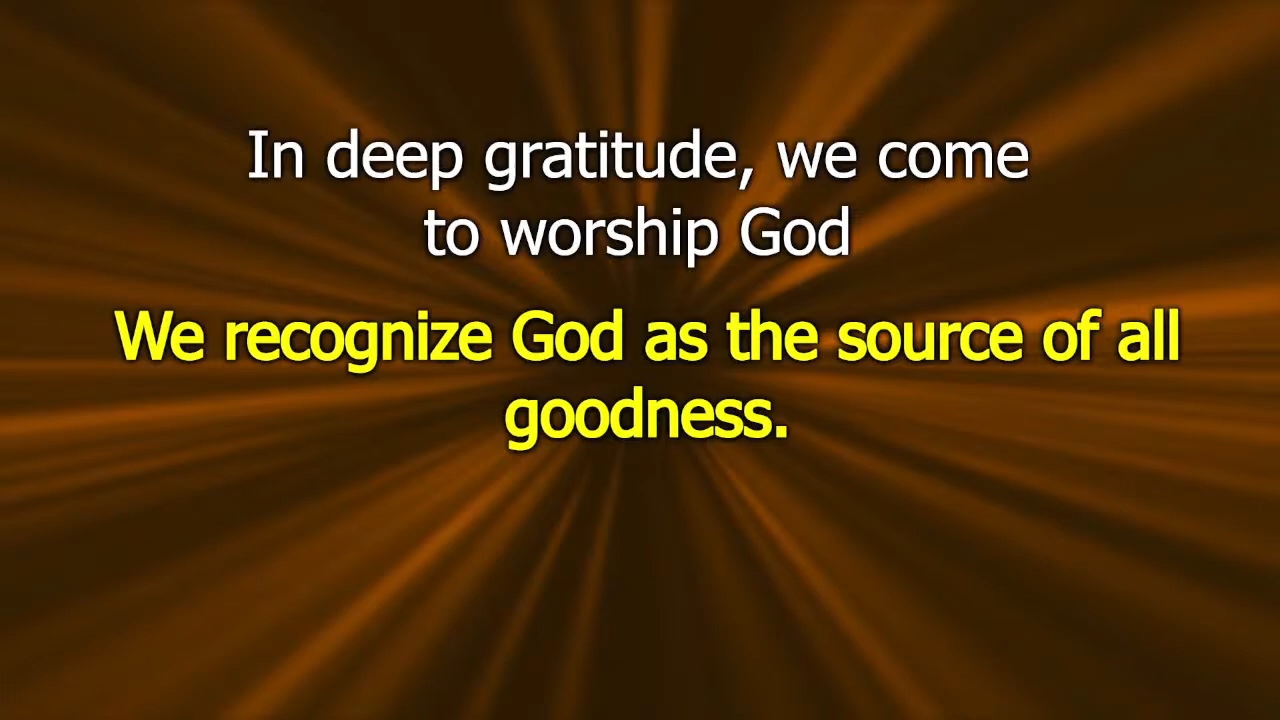 In deep gratitude, we come
to worship God
We recognize God as the source of all
goodness.